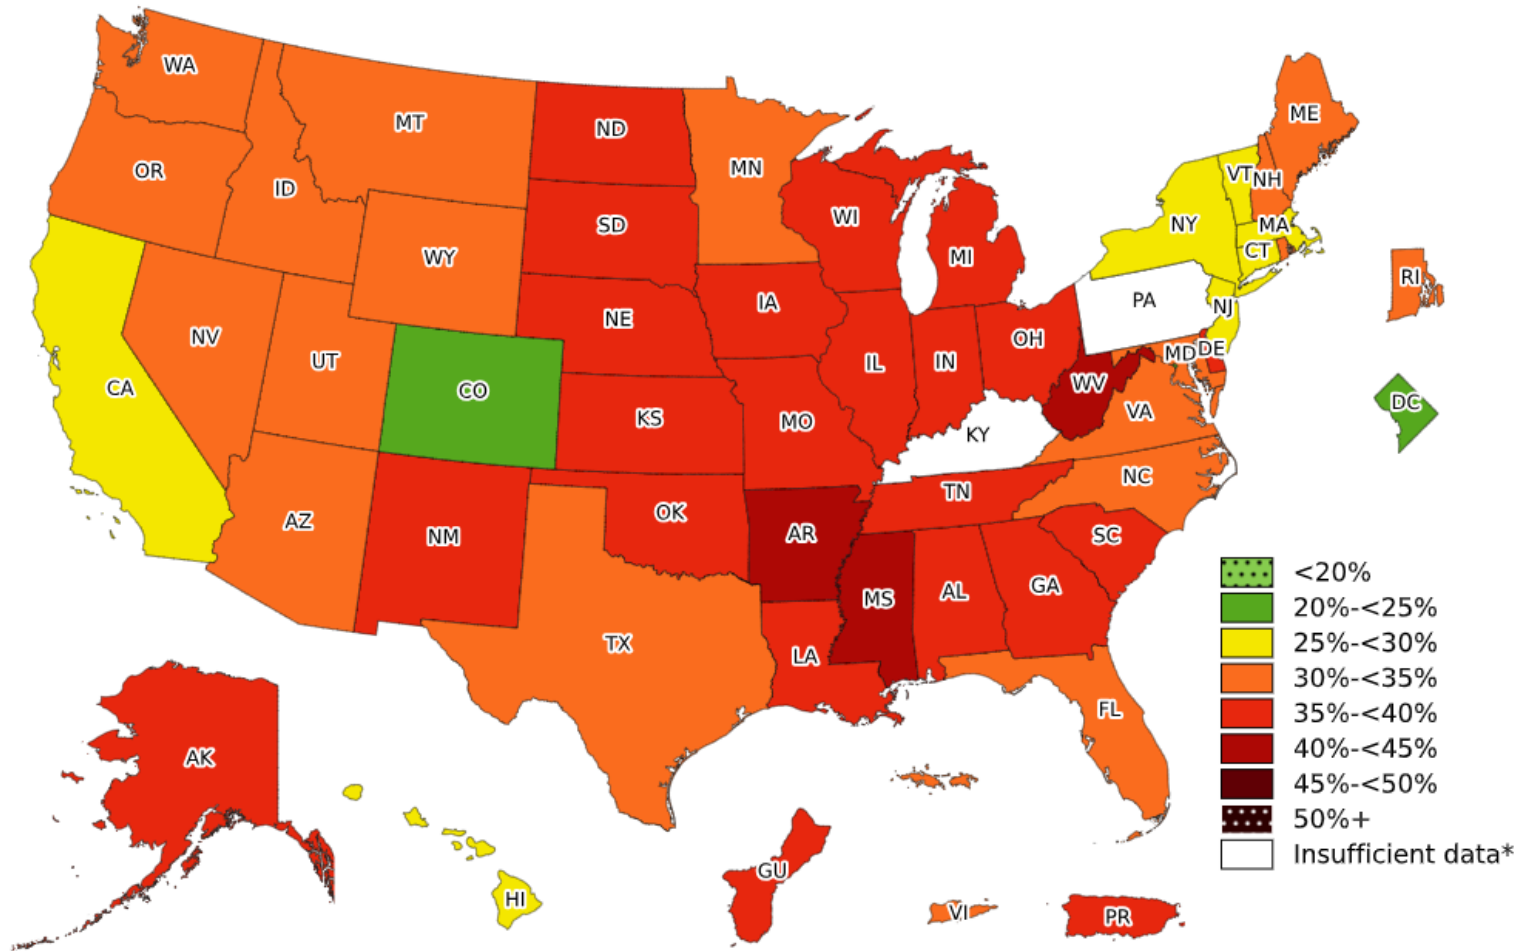 WA
MT
ND
MN
ME
OR
ID
SD
WI
VT
NH
NY
MA
WY
MI
CT
RI
NV
NE
IA
PA
NJ
CA
UT
CO
IL
IN
OH
MD
DE
WV
DC
KS
MO
VA
KY
AZ
NM
OK
AR
TN
NC
SC
MS
AL
GA
TX
LA
FL
AK
HI
GU
VI
PR
<20%
20%-<25%
25%-<30%
30%-<35%
35%-<40%
40%-<45%
45%-<50%
50%+
Insufficient data*